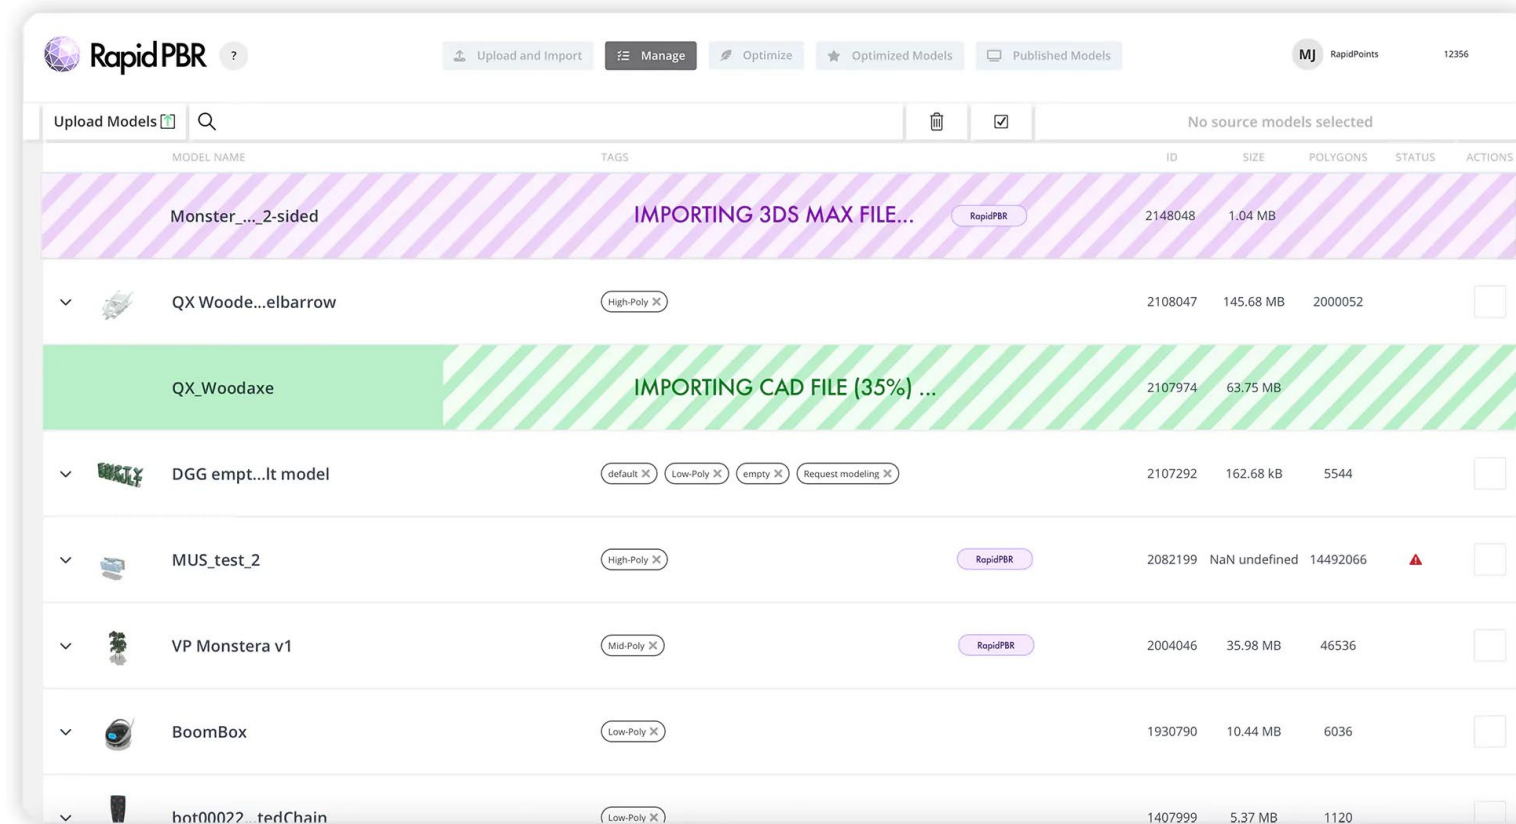 RapidPBR ?
Upload and Import Manage Optimize Optimized Models Published Models
MJ RapidPoints 12356
Upload Models No source models selected
MODEL NAME TAGS ID SIZE POLYGONS STATUS ACTIONS
Monster_..._2-sided IMPORTING 3DS MAX FILE... RapidPBR 2148048 1.04 MB
QX Woode...elbarrow High-Poly 2108047 145.68 MB 2000052
QX_Woodaxe IMPORTING CAD FILE (35%) ... 2107974 63.75 MB
EMPTY DEFAULT
DGG empt...lt model default Low-Poly empty Request modeling 2107292 162.68 kB 5544
MUS_test_2 High-Poly RapidPBR 2082199 NaN undefined 14492066
VP Monstera v1 Mid-Poly RapidPBR 2004046 35.98 MB 46536
BoomBox Low-Poly 1930790 10.44 MB 6036
bot00022...tedChain Low-Poly 1407999 5.37 MB 1120